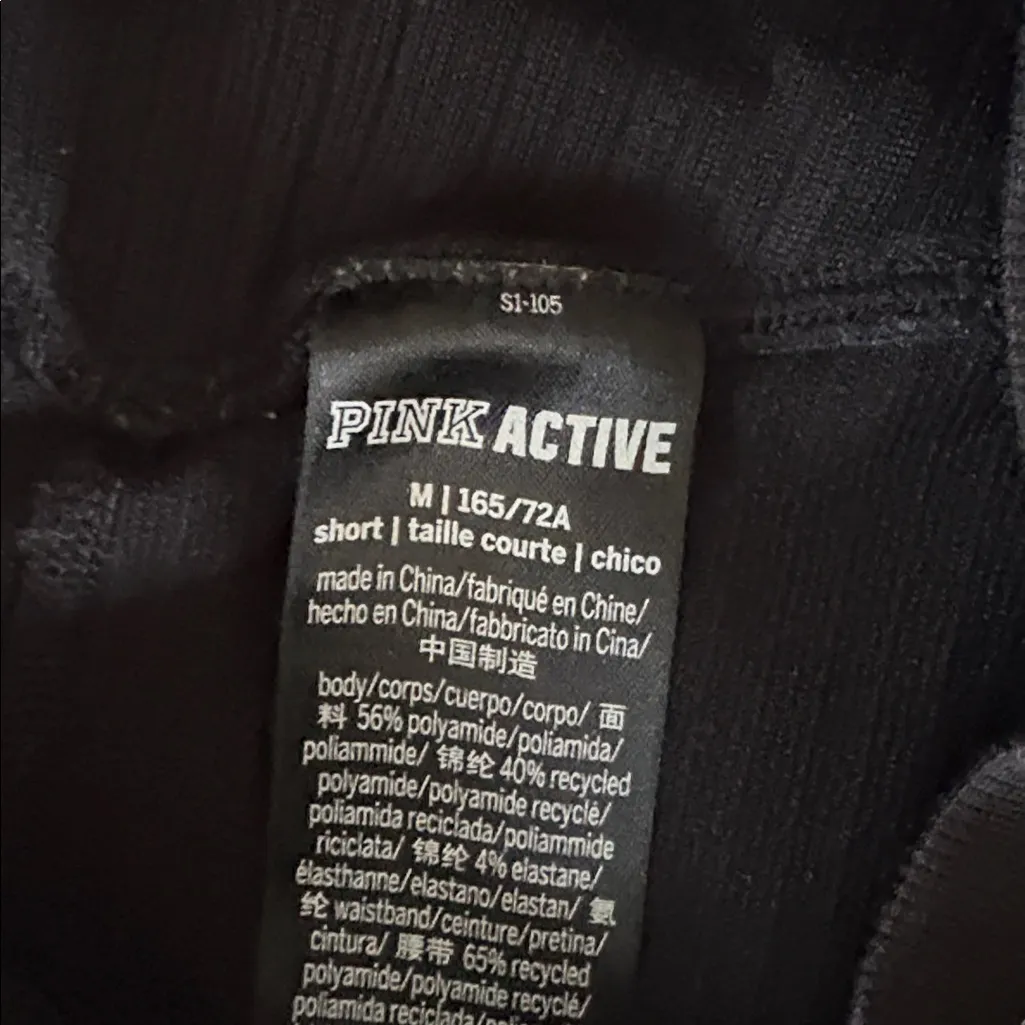 S1-105
PINK ACTIVE
M | 165/72A
short | taille courte | chico
made in China/fabriqué en Chine/
hecho en China/fabbricato in Cina/
中国制造
body/corps/cuerpo/corpo/ 面
料 56% polyamide/poliamida/
poliammide/ 锦纶 40% recycled
polyamide/polyamide recyclé/
poliamida reciclada/poliammide
riciclata/ 锦纶 4% elastane/
élasthanne/elastano/elastan/ 氨
纶 waistband/ceinture/pretina/
cintura/ 腰带 65% recycled
polyamide/polyamide recyclé/
poliamida reciclada/